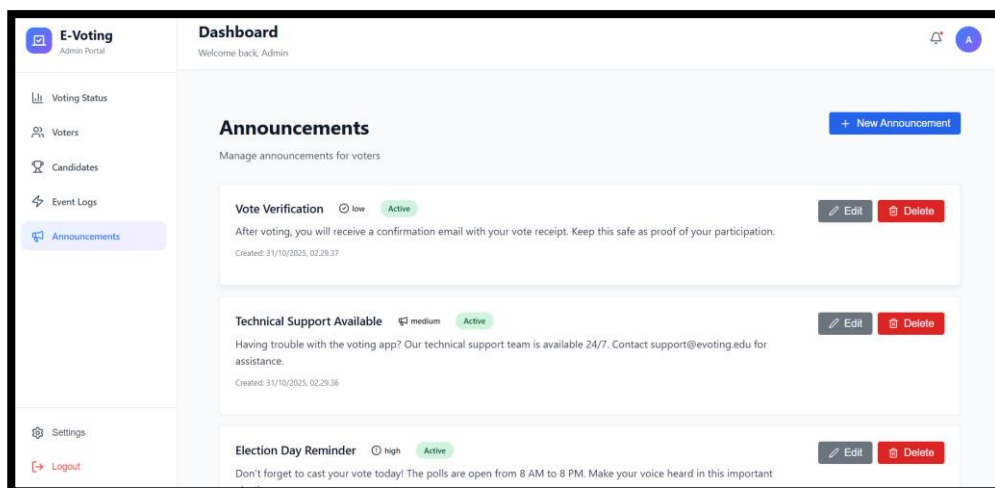 E-Voting
Admin Portal
Dashboard
Welcome back, Admin
A
Voting Status
Voters
Candidates
Event Logs
Announcements
Settings
Logout
Announcements
Manage announcements for voters
+ New Announcement
Vote Verification low Active
Edit Delete
After voting, you will receive a confirmation email with your vote receipt. Keep this safe as proof of your participation.
Created: 31/10/2025, 02.29.37
Technical Support Available medium Active
Edit Delete
Having trouble with the voting app? Our technical support team is available 24/7. Contact support@evoting.edu for
assistance.
Created: 31/10/2025, 02.29.36
Election Day Reminder high Active
Edit Delete
Don't forget to cast your vote today! The polls are open from 8 AM to 8 PM. Make your voice heard in this important